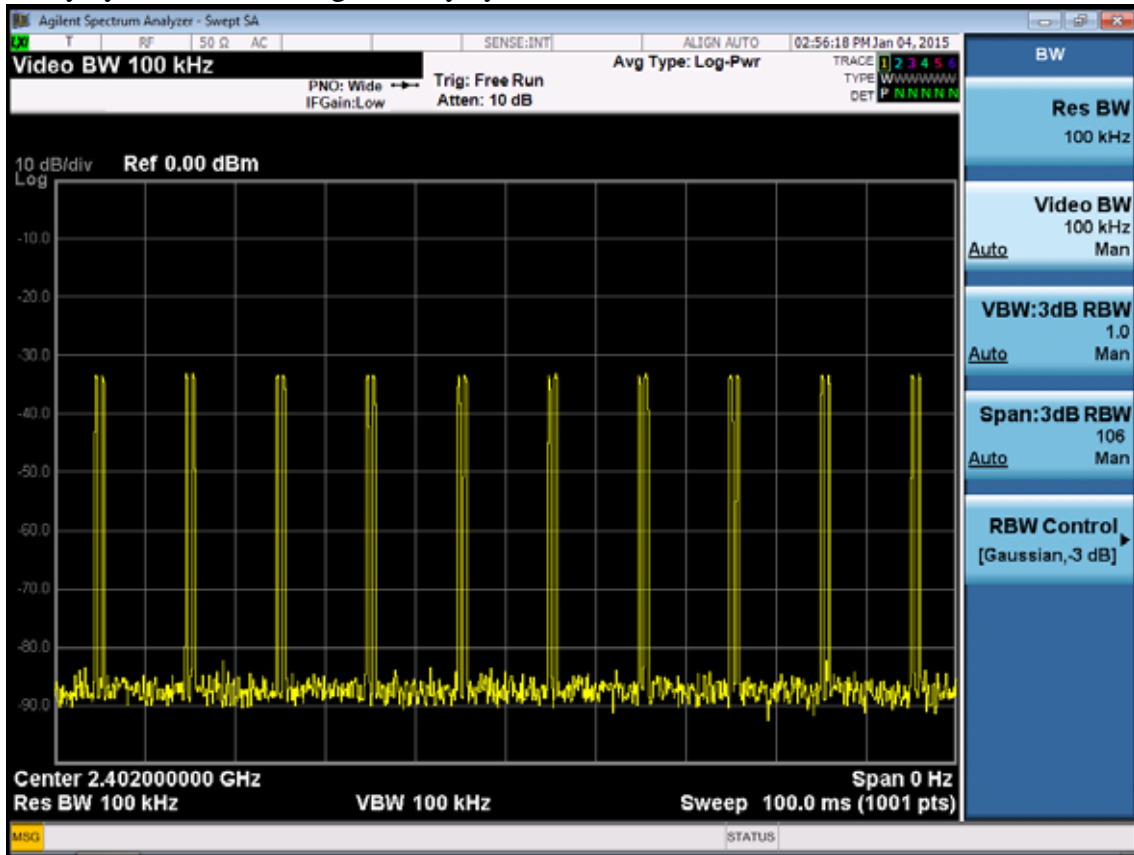 Agilent Spectrum Analyzer - Swept SA
LXI T RF 50 Ω AC SENSE:INT ALIGN AUTO 02:56:18 PM Jan 04, 2015
Video BW 100 kHz
PNO: Wide
IFGain:Low
Trig: Free Run
Atten: 10 dB
Avg Type: Log-Pwr
TRACE 1 2 3 4 5 6
TYPE WWWWWW
DET P N N N N N
10 dB/div Ref 0.00 dBm
Log
-10.0
-20.0
-30.0
-40.0
-50.0
-60.0
-70.0
-80.0
-90.0
Center 2.402000000 GHz Span 0 Hz
Res BW 100 kHz VBW 100 kHz Sweep 100.0 ms (1001 pts)
MSG STATUS
BW
Res BW
100 kHz
Video BW
100 kHz
Auto Man
VBW:3dB RBW
1.0
Auto Man
Span:3dB RBW
106
Auto Man
RBW Control
[Gaussian,-3 dB]